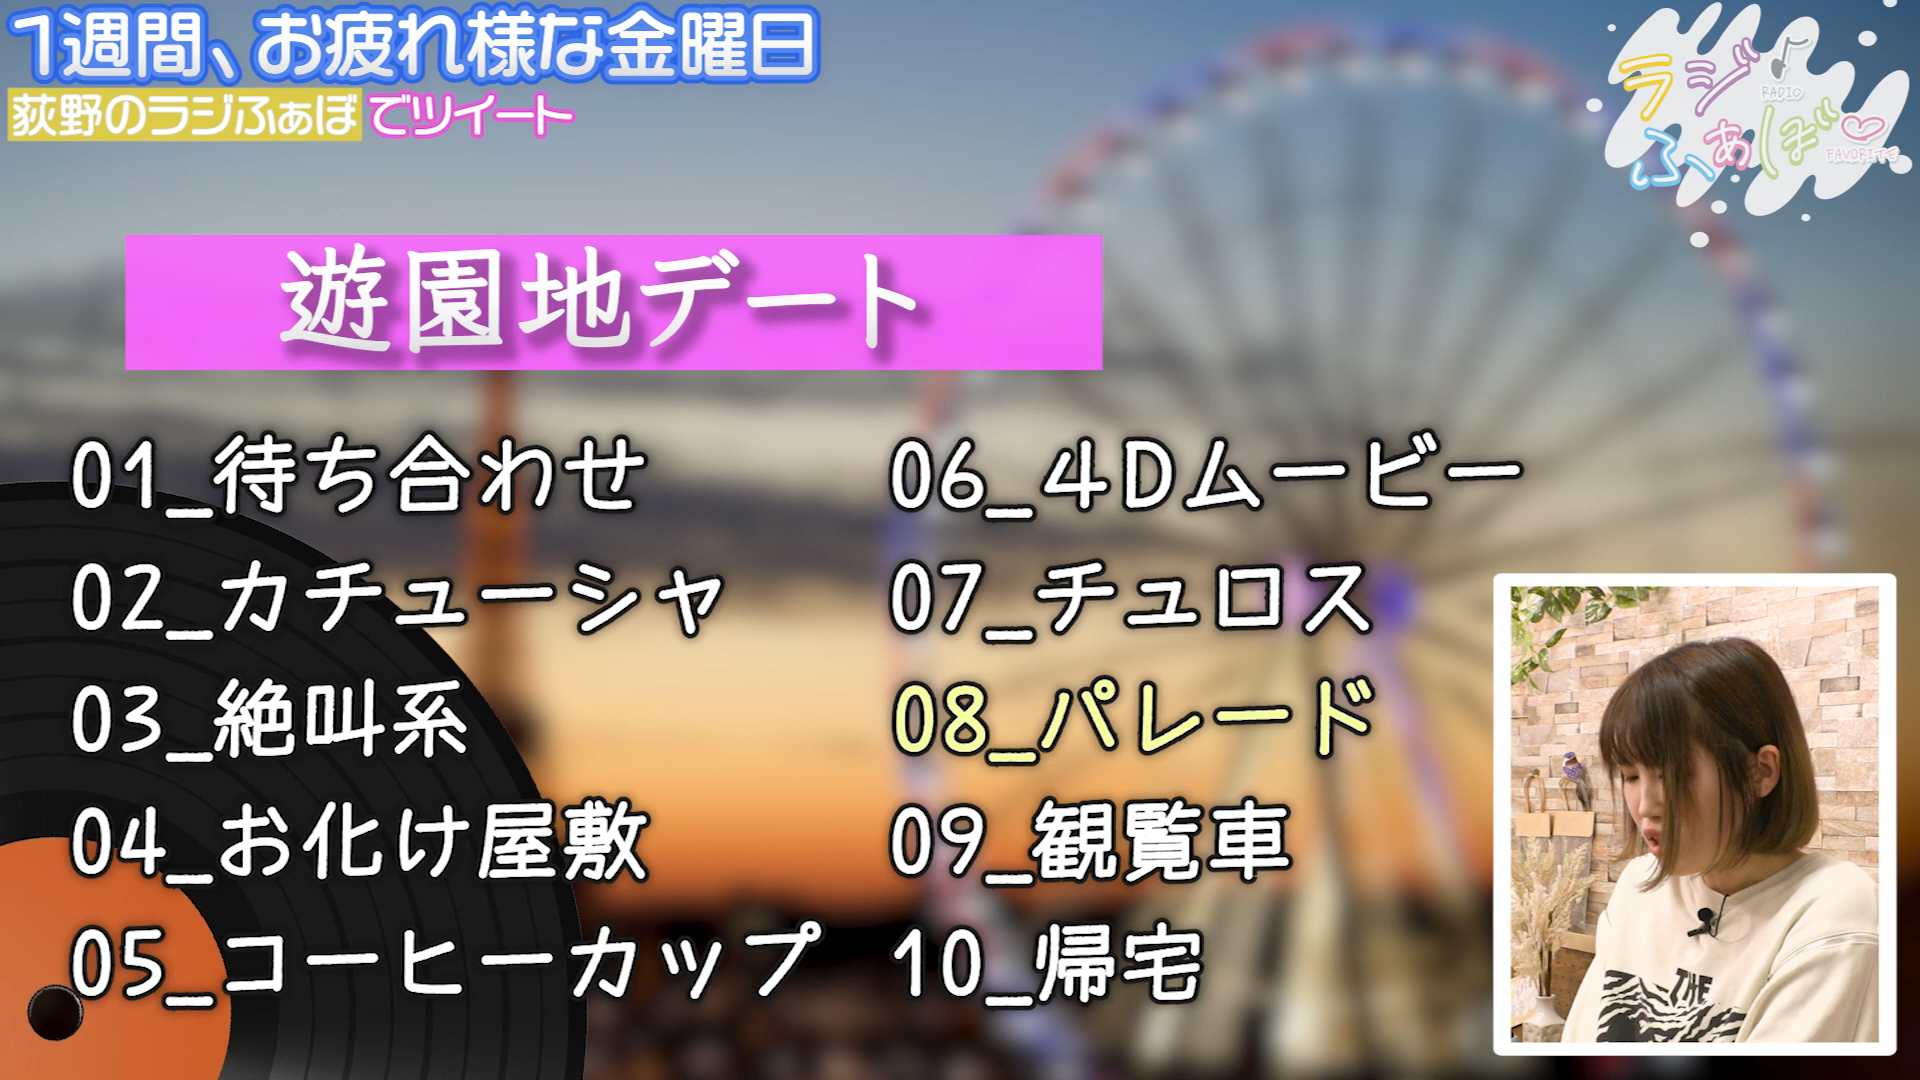 1週間、お疲れ様な金曜日
荻野のラジふぁぼでツイート
ラジ
RADIO
ふぁぼ
FAVORITE
遊園地デート
01_待ち合わせ
02_カチューシャ
03_絶叫系
04_お化け屋敷
05_コーヒーカップ
06_4Dムービー
07_チュロス
08_パレード
09_観覧車
10_帰宅
THE